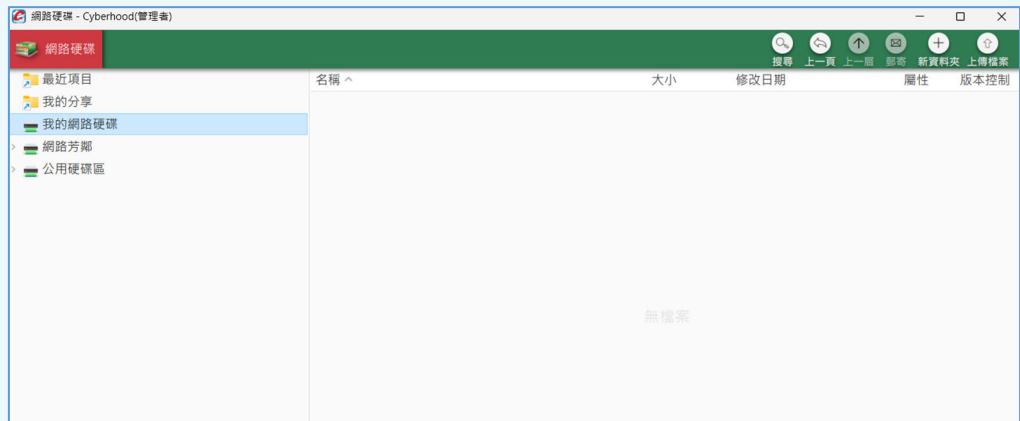 網路硬碟 - Cyberhood(管理者)
網路硬碟
搜尋 上一頁 上一層 郵寄 新資料夾 上傳檔案
最近項目
名稱 大小 修改日期 屬性 版本控制
我的分享
我的網路硬碟
網路芳鄰
公用硬碟區
無檔案